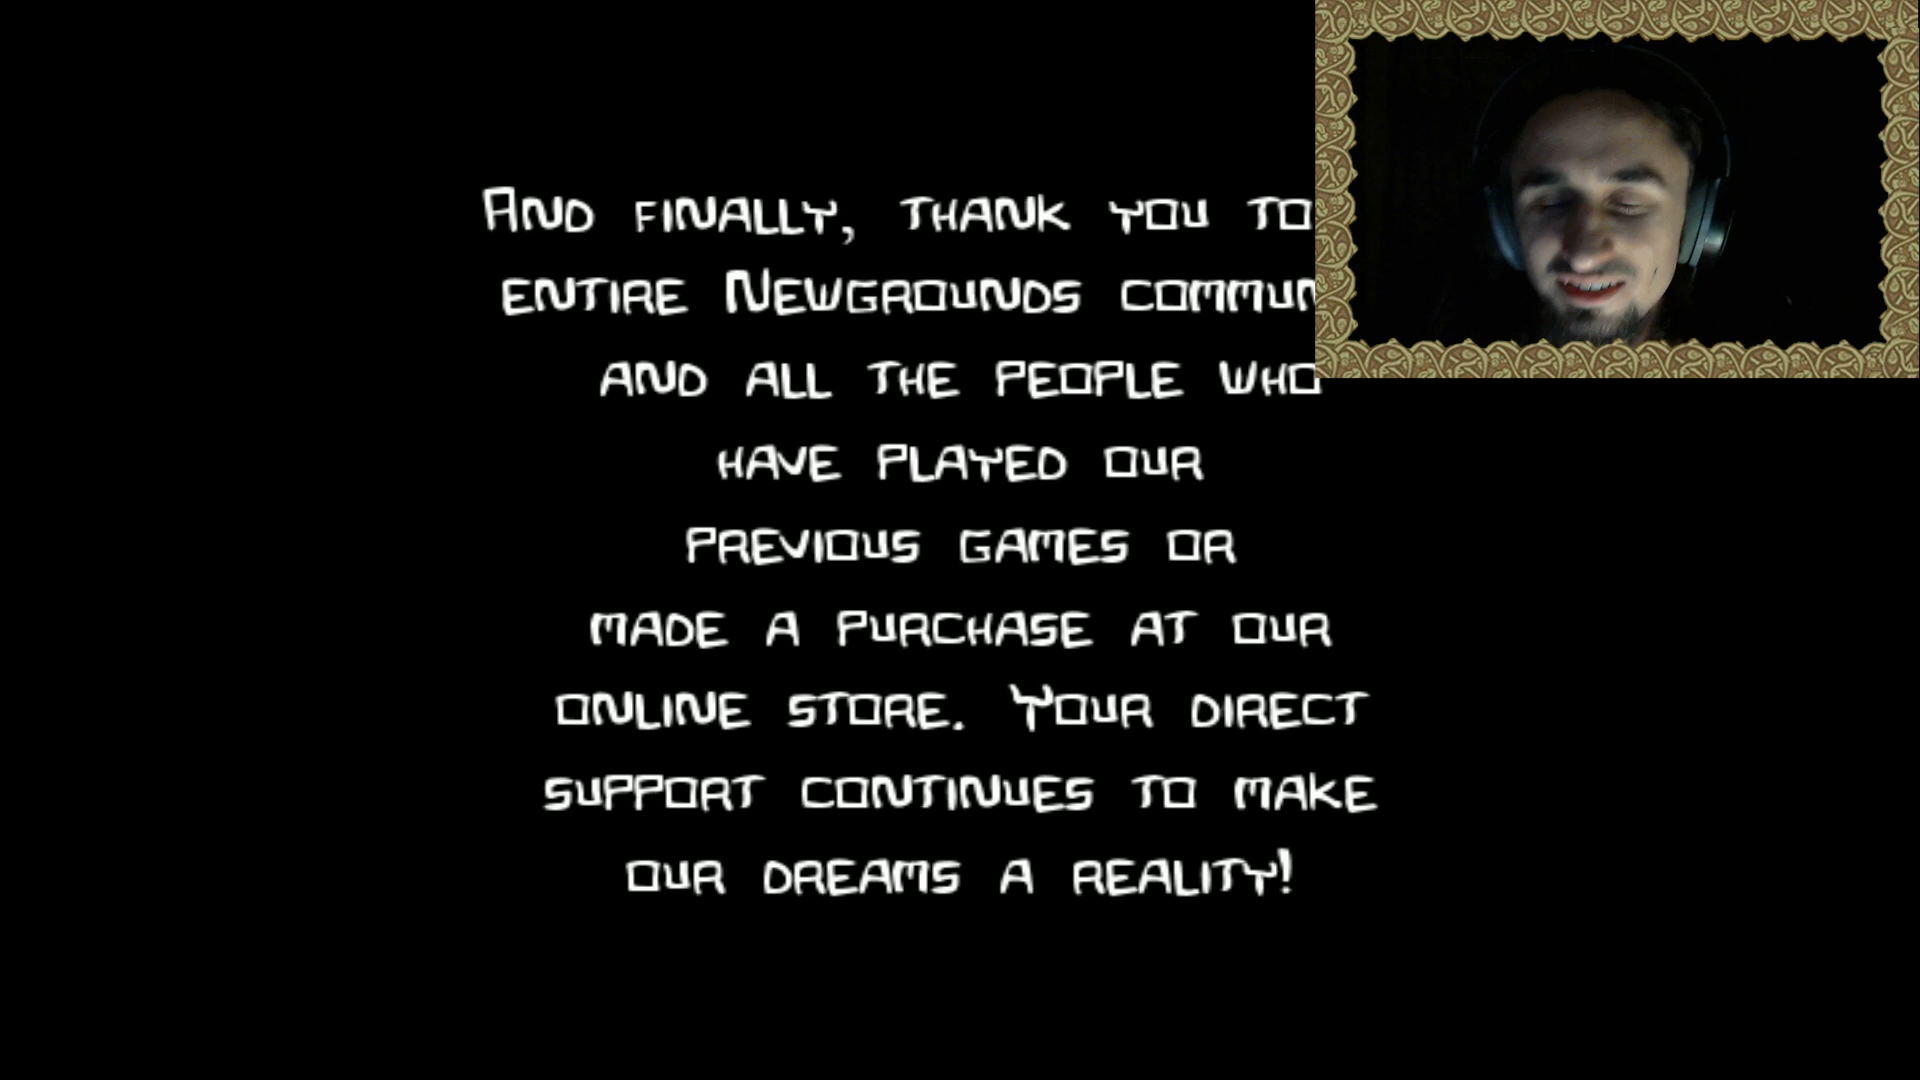 And finally, thank you to
entire Newgrounds
and all the people who
have played our
previous games or
made a purchase at our
online store. Your direct
support continues to make
our dreams a reality!